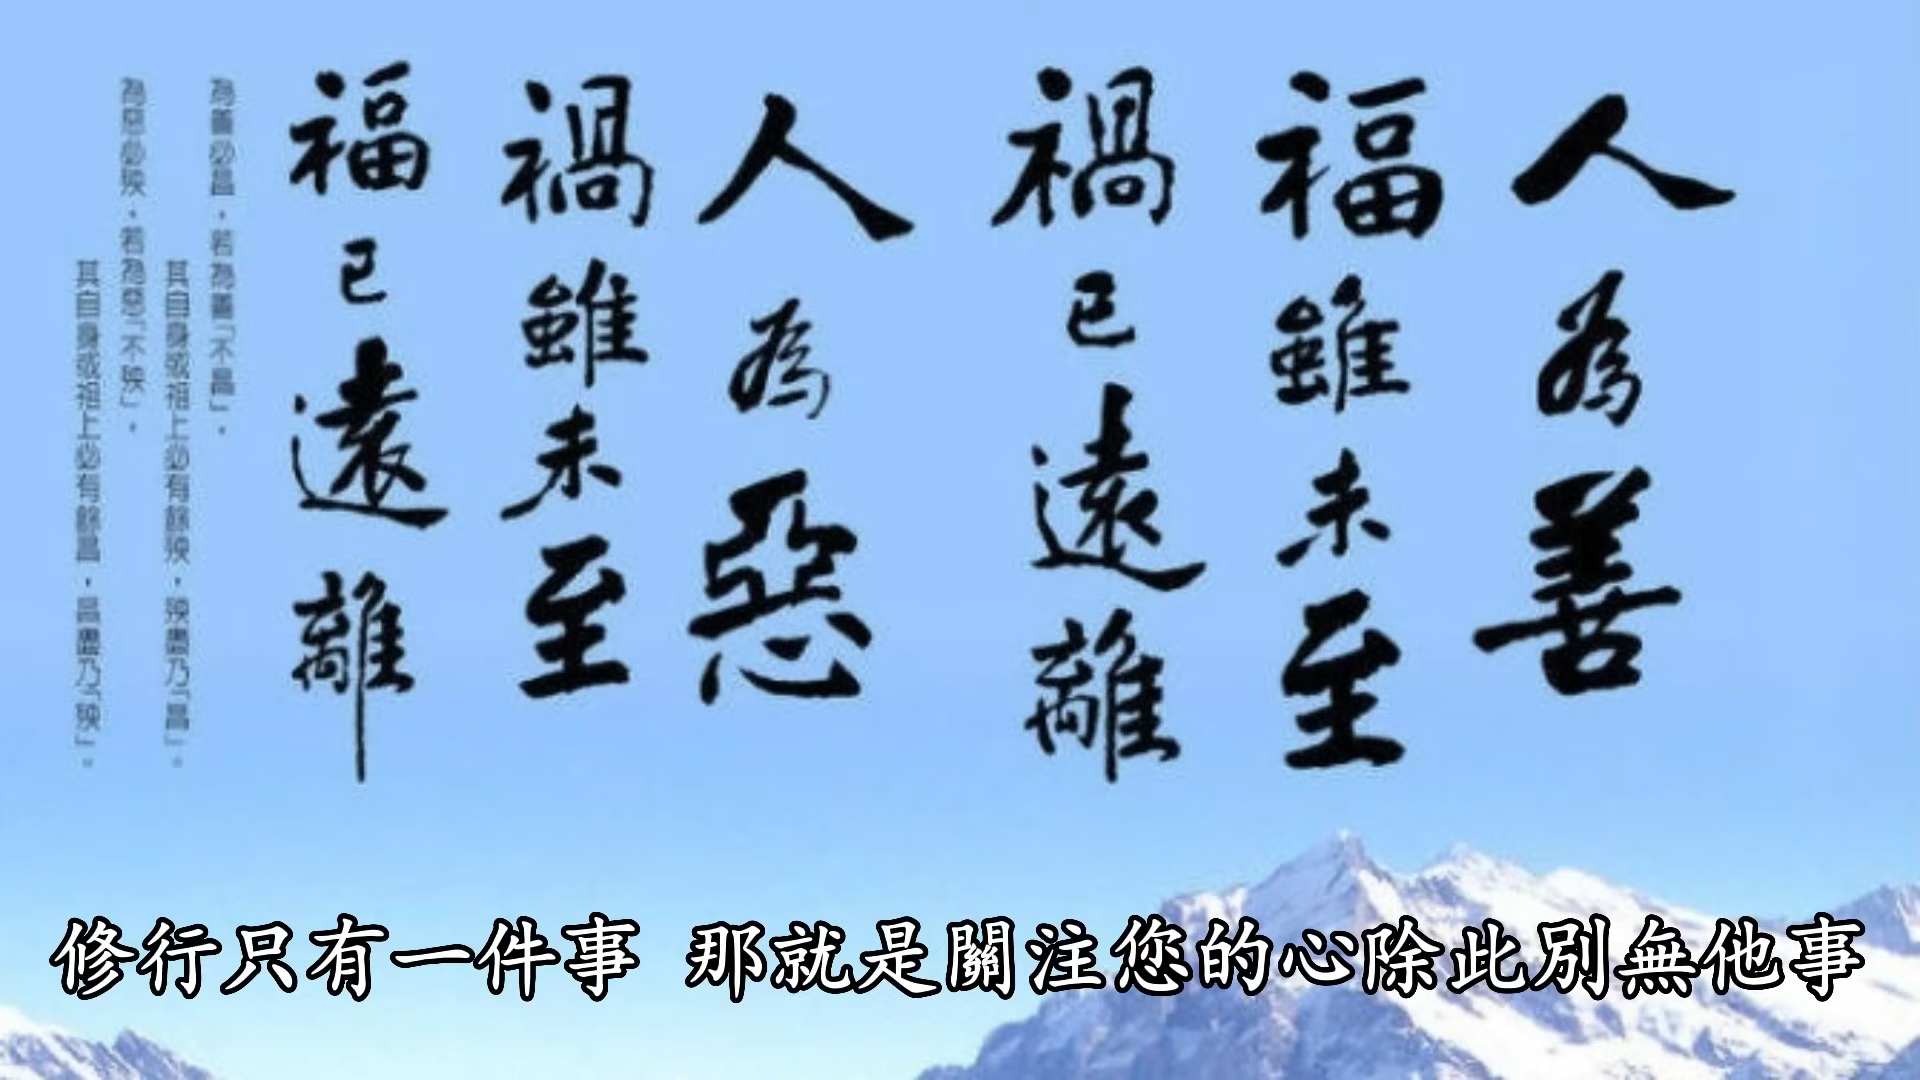 人為善
福雖未至
禍已遠離
人為惡
禍雖未至
福已遠離
為善必昌，若為善「不昌」，
其自身或祖上必有餘殃，殃盡乃「昌」。
為惡必殃，若為惡「不殃」，
其自身或祖上必有餘昌，昌盡乃「殃」。
修行只有一件事 那就是關注您的心除此別無他事